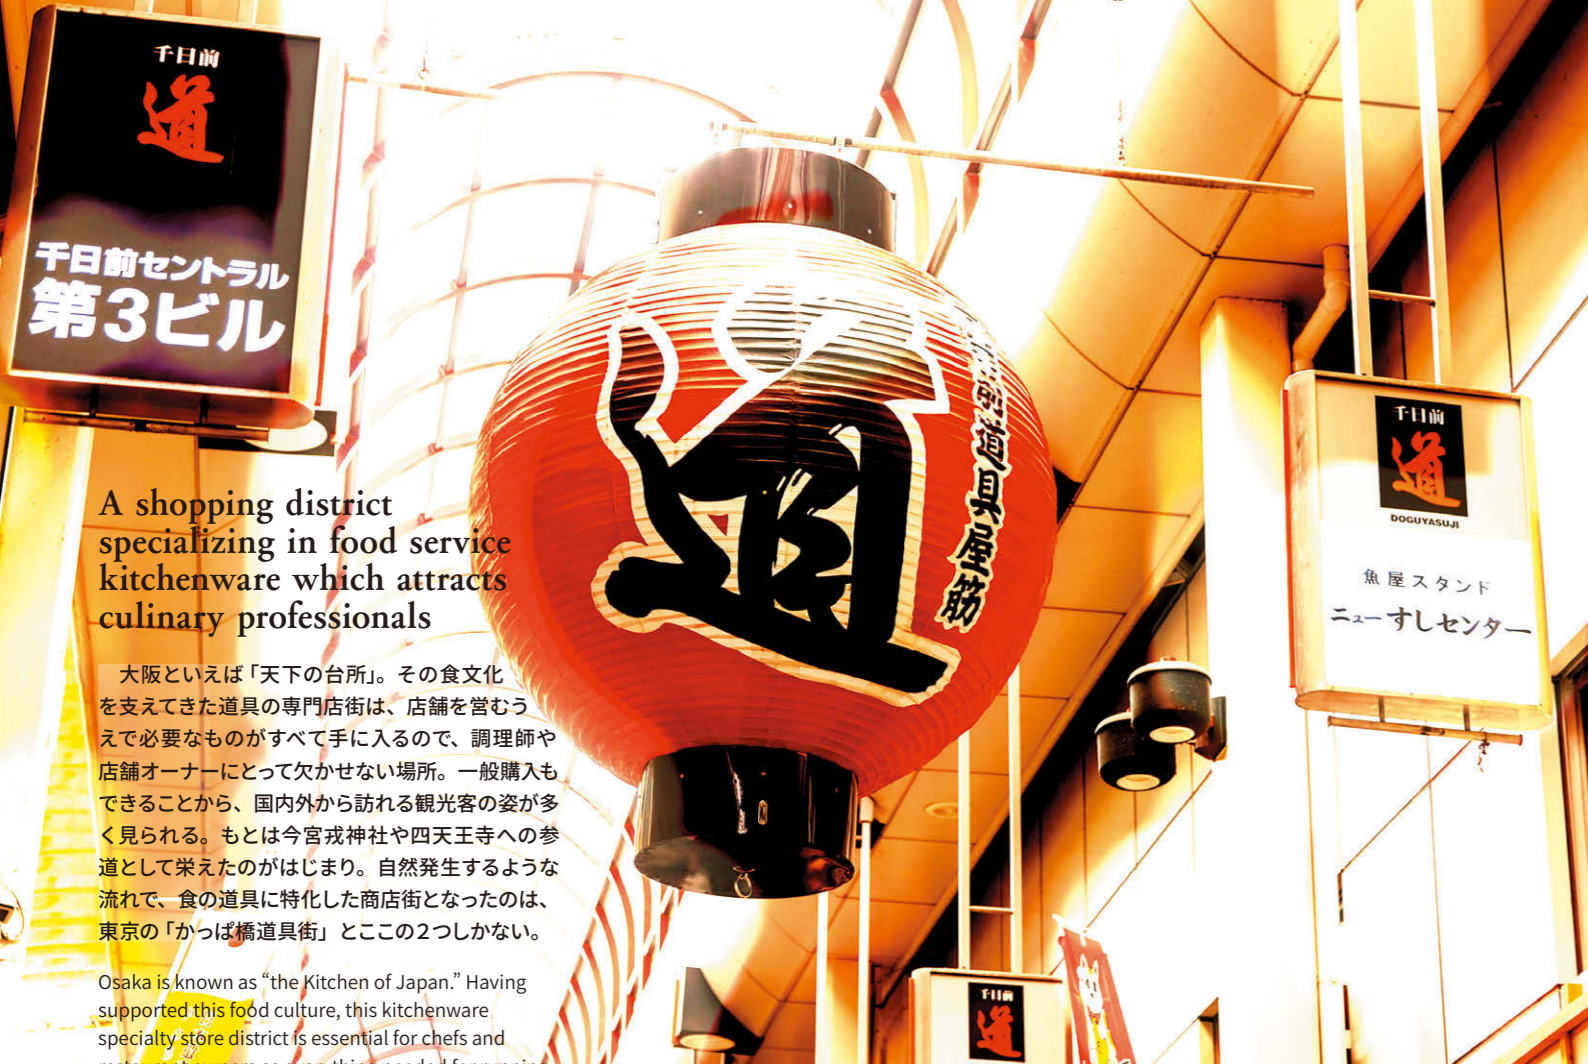 千日前
道
千日前セントラル
第3ビル
道
前道具屋筋
千日前
道
DOGUYASUJI
魚屋スタンド
ニューすしセンター
A shopping district
specializing in food service
kitchenware which attracts
culinary professionals
大阪といえば「天下の台所」。その食文化
を支えてきた道具の専門店街は、店舗を営むう
えで必要なものがすべて手に入るので、調理師や
店舗オーナーにとって欠かせない場所。一般購入も
できることから、国内外から訪れる観光客の姿が多
く見られる。もとは今宮戎神社や四天王寺への参
道として栄えたのがはじまり。自然発生するような
流れで、食の道具に特化した商店街となったのは、
東京の「かっぱ橋道具街」とここの2つしかない。
Osaka is known as “the Kitchen of Japan.” Having
supported this food culture, this kitchenware
specialty store district is essential for chefs and
千日前
道